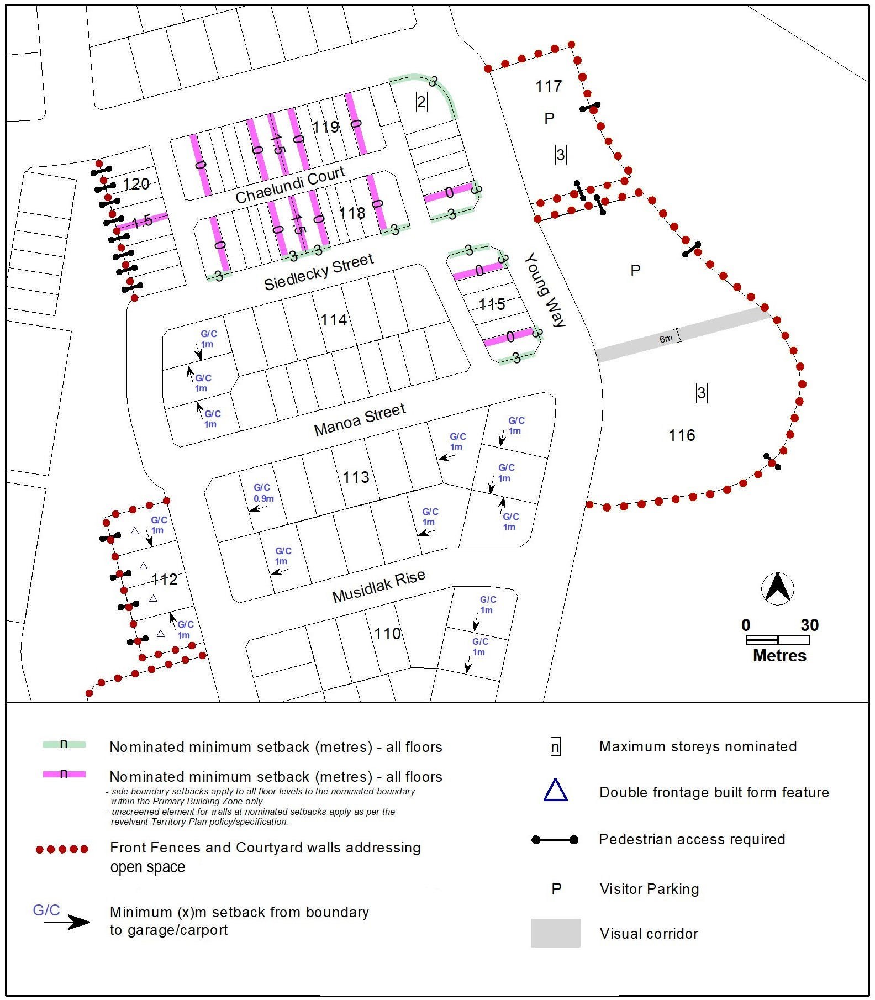 3
117
2
P
119
0
1.5
0
0
0
3
120
Chaelundi Court
0
3
1.5
118
0
3
0
1.5
0
3
0
3
3
3
3
3
3
0
Siedlecky Street
Young Way
P
115
114
0
3
3
6m
G/C
1m
G/C
1m
G/C
1m
Manoa Street
3
116
G/C
1m
G/C
1m
G/C
1m
113
G/C
0.9m
G/C
1m
G/C
1m
G/C
1m
G/C
1m
112
Musidlak Rise
G/C
1m
G/C
1m
110
G/C
1m
0 30
Metres
n Nominated minimum setback (metres) - all floors
n Nominated minimum setback (metres) - all floors
- side boundary setbacks apply to all floor levels to the nominated boundary
within the Primary Building Zone only.
- unscreened element for walls at nominated setbacks apply as per the
revelvant Territory Plan policy/specification.
Front Fences and Courtyard walls addressing
open space
G/C
Minimum (x)m setback from boundary
to garage/carport
n Maximum storeys nominated
Double frontage built form feature
Pedestrian access required
P Visitor Parking
Visual corridor